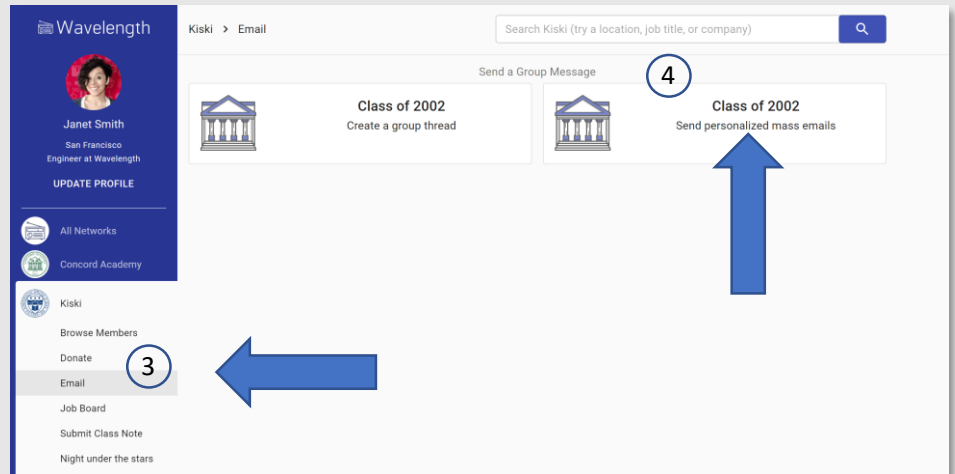 Wavelength
Janet Smith
San Francisco
Engineer at Wavelength
UPDATE PROFILE
All Networks
Concord Academy
Kiski
Browse Members
Donate
3
Email
Job Board
Submit Class Note
Night under the stars
Kiski > Email
Search Kiski (try a location, job title, or company)
Send a Group Message
4
Class of 2002
Create a group thread
Class of 2002
Send personalized mass emails